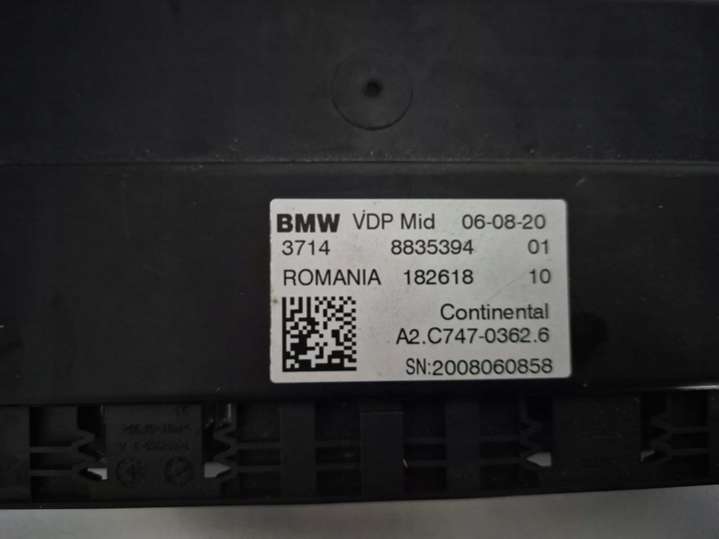 BMW VDP Mid 06-08-20
3714 8835394 01
ROMANIA 182618 10
Continental
A2.C747-0362.6
SN:2008060858